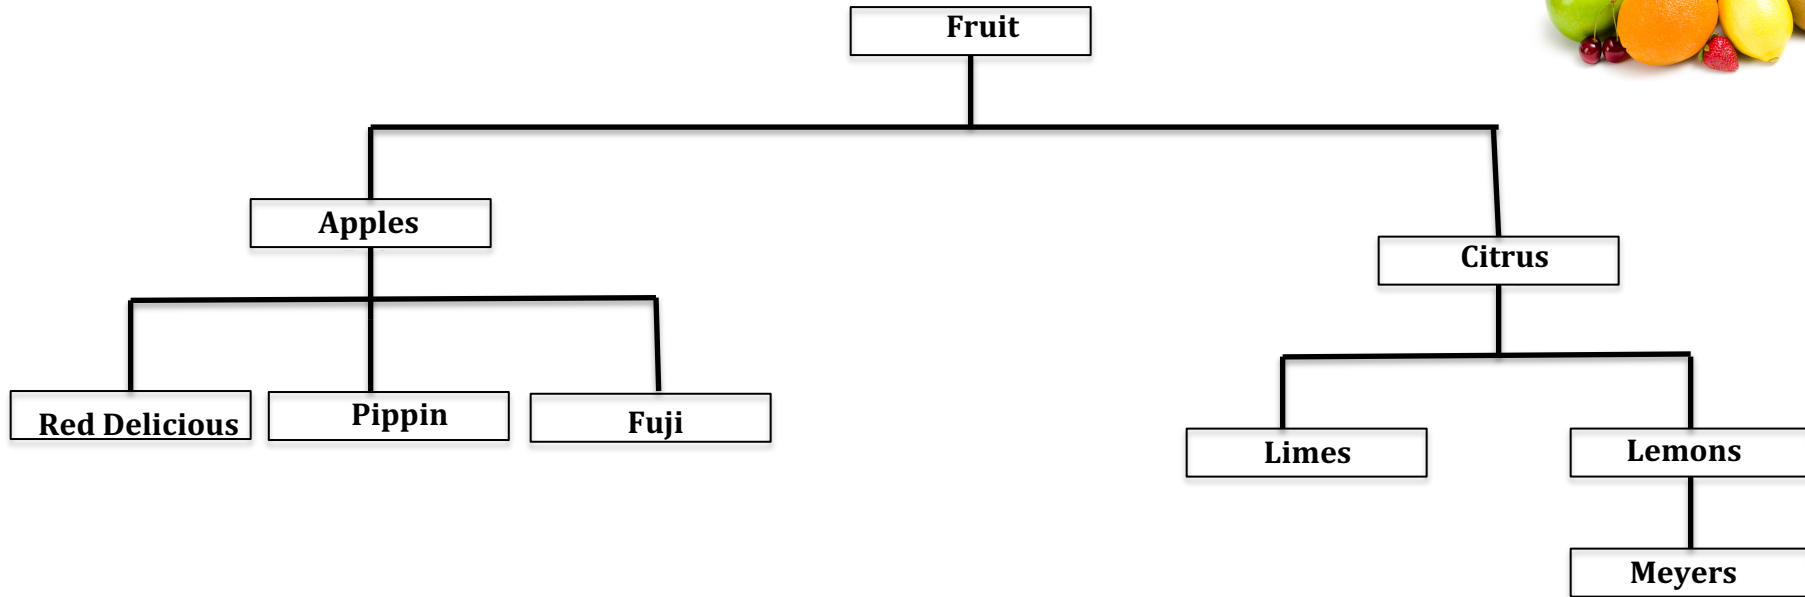 Fruit
Apples
Citrus
Red Delicious
Pippin
Fuji
Limes
Lemons
Meyers